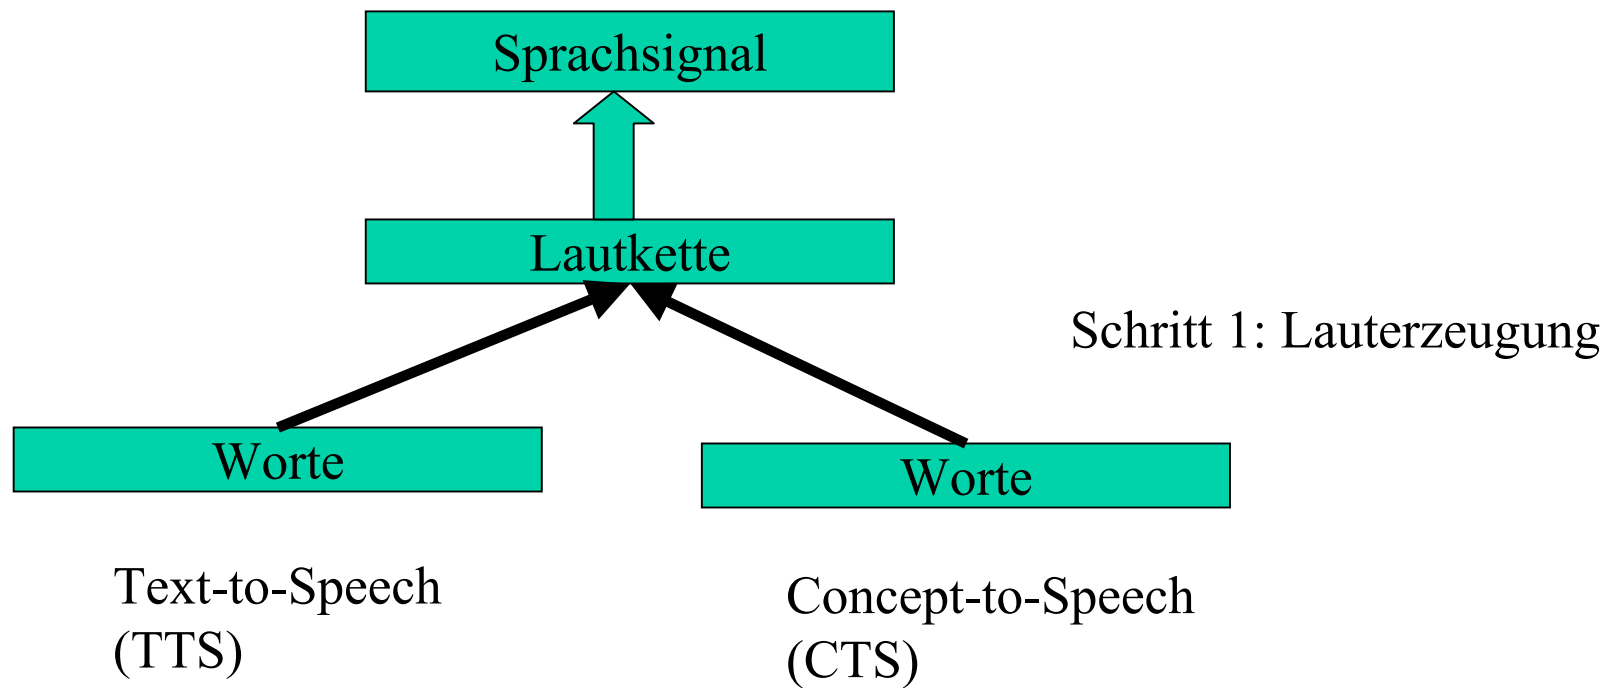 Sprachsignal
Lautkette
Schritt 1: Lauterzeugung
Worte
Worte
Text-to-Speech
(TTS)
Concept-to-Speech
(CTS)